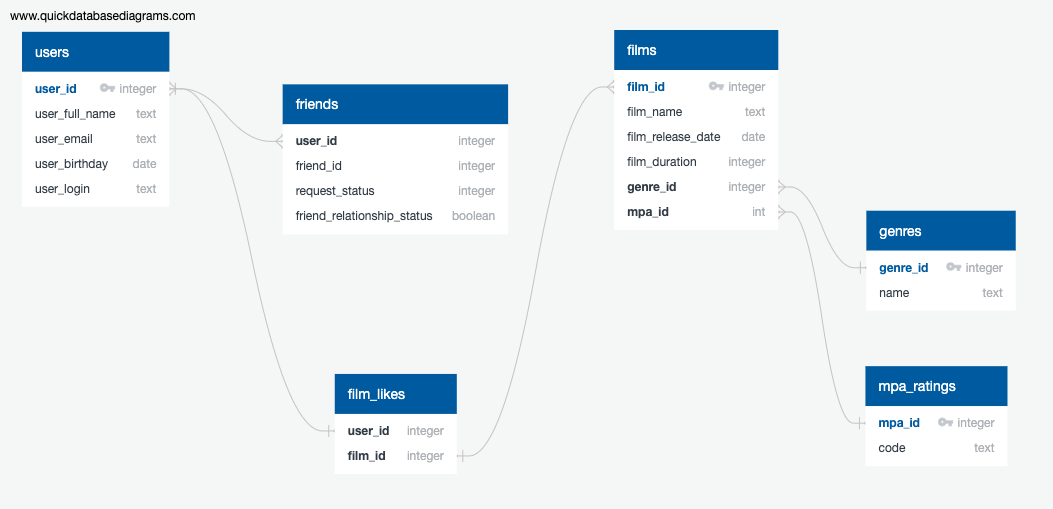 www.quickdatabasediagrams.com
users
user_id integer
user_full_name text
user_email text
user_birthday date
user_login text
friends
user_id integer
friend_id integer
request_status integer
friend_relationship_status boolean
films
film_id integer
film_name text
film_release_date date
film_duration integer
genre_id integer
mpa_id int
genres
genre_id integer
name text
film_likes
user_id integer
film_id integer
mpa_ratings
mpa_id integer
code text